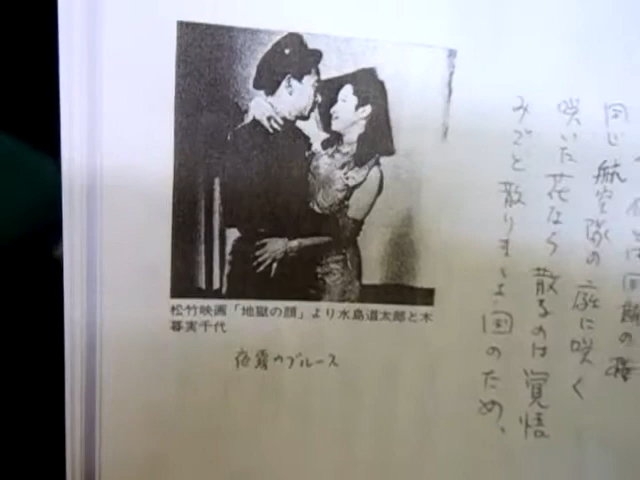 松竹映画「地獄の顔」より水島道太郎と木
暮実千代
夜霧のブルース
とは同期の桜
同じ航空隊の庭に咲く
咲いた花なら散るのは覚悟
みごと散りましょ国のため、